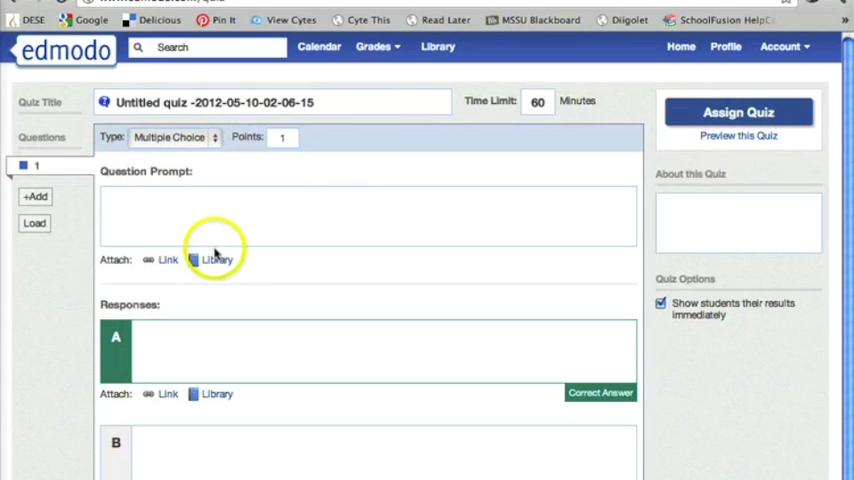 DESE Google Delicious Pin It View Cytes Cyte This Read Later MSSU Blackboard Diigolet SchoolFusion HelpC »
edmodo Search Calendar Grades Library Home Profile Account
Quiz Title Untitled quiz -2012-05-10-02-06-15 Time Limit: 60 Minutes
Assign Quiz
Preview this Quiz
Questions Type: Multiple Choice Points: 1
1
Question Prompt:
About this Quiz
+Add
Load
Attach: Link Library
Quiz Options
Show students their results
immediately
Responses:
A
Attach: Link Library Correct Answer
B